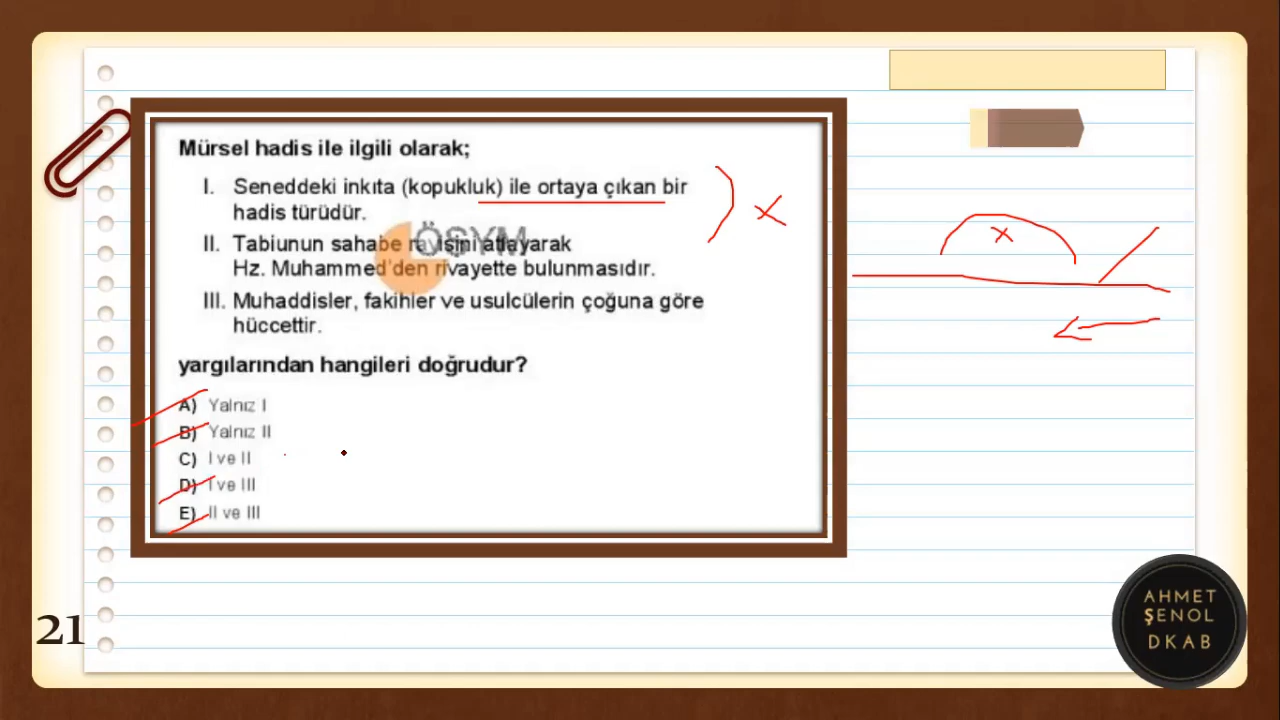 Mürsel hadis ile ilgili olarak;
I. Seneddeki inkıta (kopukluk) ile ortaya çıkan bir
hadis türüdür.
ÖSYM
II. Tabiunun sahabe ravisini atlayarak
Hz. Muhammed'den rivayette bulunmasıdır.
III. Muhaddisler, fakihler ve usulcülerin çoğuna göre
hüccettir.
yargılarından hangileri doğrudur?
A) Yalnız I
B) Yalnız II
C) I ve II
D) I ve III
E) II ve III
21
AHMET
ŞENOL
DKAB